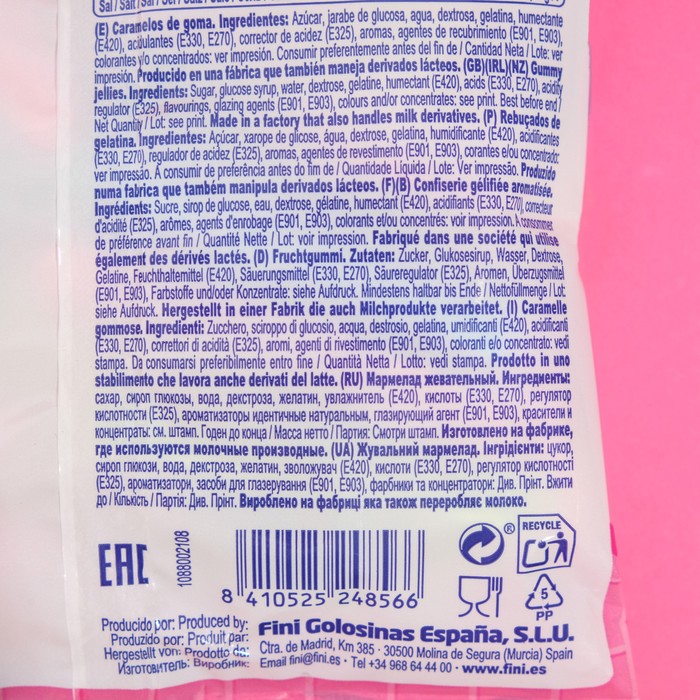 (E) Caramelos de goma. Ingredientes: Azúcar, jarabe de glucosa, agua, dextrosa, gelatina, humectante
(E420), acidulantes (E330, E270), corrector de acidez (E325), aromas, agentes de recubrimiento (E901, E903),
colorantes y/o concentrados: ver impresión. Consumir preferentemente antes del fin de / Cantidad Neta / Lote: ver
impresión. Producido en una fábrica que también maneja derivados lácteos. (GB)(IRL)(NZ) Gummy
jellies. Ingredients: Sugar, glucose syrup, water, dextrose, gelatine, humectant (E420), acids (E330, E270), acidity
regulator (E325), flavourings, glazing agents (E901, E903), colours and/or concentrates: see print. Best before end /
Net Quantity / Lot: see print. Made in a factory that also handles milk derivatives. (P) Rebuçados de
gelatina. Ingredientes: Açúcar, xarope de glicose, água, dextrose, gelatina, humidificante (E420), acidificantes
(E330, E270), regulador de acidez (E325), aromas, agentes de revestimento (E901, E903), corantes e/ou concentrado:
ver impressão. A consumir de preferência antes do fim de / Quantidade Líquida / Lote: Ver impressão. Produzido
numa fabrica que também manipula derivados lácteos. (F)(B) Confiserie gélifiée aromatisée.
Ingrédients: Sucre, sirop de glucose, eau, dextrose, gélatine, humectant (E420), acidifiants (E330, E270), correcteur
d'acidité (E325), arômes, agents d'enrobage (E901, E903), colorants et/ou concentrés: voir impression. A consommer
de préférence avant fin / Quantité Nette / Lot: voir impression. Fabriqué dans une société qui utilise
également des dérivés lactés. (D) Fruchtgummi. Zutaten: Zucker, Glukosesirup, Wasser, Dextrose,
Gelatine, Feuchthaltemittel (E420), Säuerungsmittel (E330, E270), Säureregulator (E325), Aromen, Überzugsmittel
(E901, E903), Farbstoffe und/oder Konzentrate: siehe Aufdruck. Mindestens haltbar bis Ende / Nettofüllmenge / Lot:
siehe Aufdruck. Hergestellt in einer Fabrik die auch Milchprodukte verarbeitet. (I) Caramelle
gommose. Ingredienti: Zucchero, sciroppo di glucosio, acqua, destrosio, gelatina, umidificanti (E420), acidificanti
(E330, E270), correttori di acidità (E325), aromi, agenti di rivestimento (E901, E903), coloranti e/o concentrato: vedi
stampa. Da consumarsi preferibilmente entro fine / Quantità Netta / Lotto: vedi stampa. Prodotto in uno
stabilimento che lavora anche derivati del latte. (RU) Мармелад жевательный. Ингредиенты:
сахар, сироп глюкозы, вода, декстроза, желатин, увлажнитель (E420), кислоты (E330, E270), регулятор
кислотности (E325), ароматизаторы идентичные натуральным, глазирующий агент (E901, E903), красители и
концентраты: см. штамп. Годен до конца / Масса нетто / Партия: Смотри штамп. Изготовлено на фабрике,
где используются молочные производные. (UA) Жувальний мармелад. Інгрідієнти: цукор,
сироп глюкози, вода, декстроза, желатин, зволожувач (E420), кислоти (E330, E270), регулятор кислотності
(E325), ароматизатори, засоби для глазерування (E901, E903), фарбники та концентратори: Див. Прінт. Вжити
до / Кількість / Партія: Див. Прінт. Вироблено на фабриці яка також переробляє молоко.
EAC
1088002108
8 410525 248566
®
RECYCLE
5
PP
Producido por: Produced by:
Produzido por: Produit par:
Hergestellt von: Prodotto da:
Изготовитель: Виробник:
Fini Golosinas España, S.L.U.
Ctra. de Madrid, Km 385 · 30500 Molina de Segura (Murcia) Spain
Email fini@fini.es · Tel +34 968 64 44 00 · www.fini.es